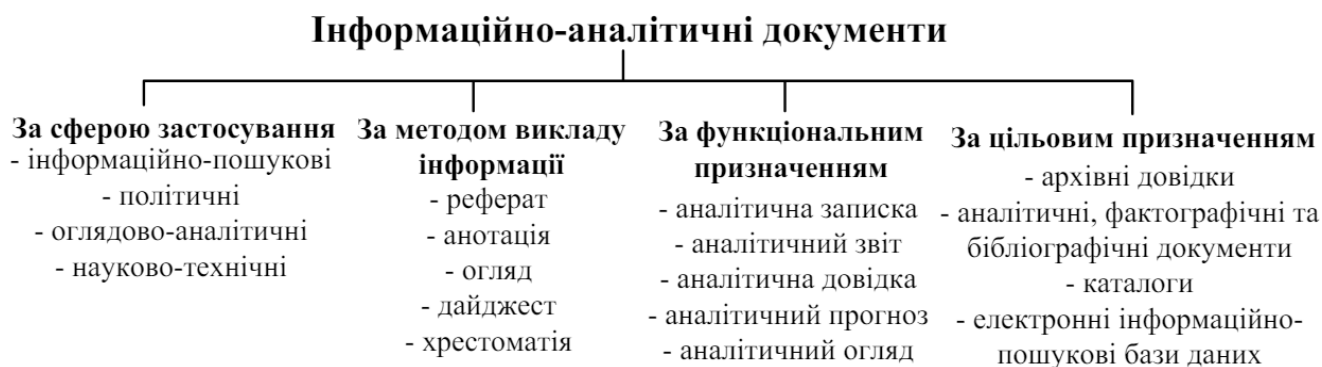 Інформаційно-аналітичні документи
За сферою застосування
- інформаційно-пошукові
- політичні
- оглядово-аналітичні
- науково-технічні
За методом викладу
інформації
- реферат
- анотація
- огляд
- дайджест
- хрестоматія
За функціональним
призначенням
- аналітична записка
- аналітичний звіт
- аналітична довідка
- аналітичний прогноз
- аналітичний огляд
За цільовим призначенням
- архівні довідки
- аналітичні, фактографічні та
бібліографічні документи
- каталоги
- електронні інформаційно-
пошукові бази даних